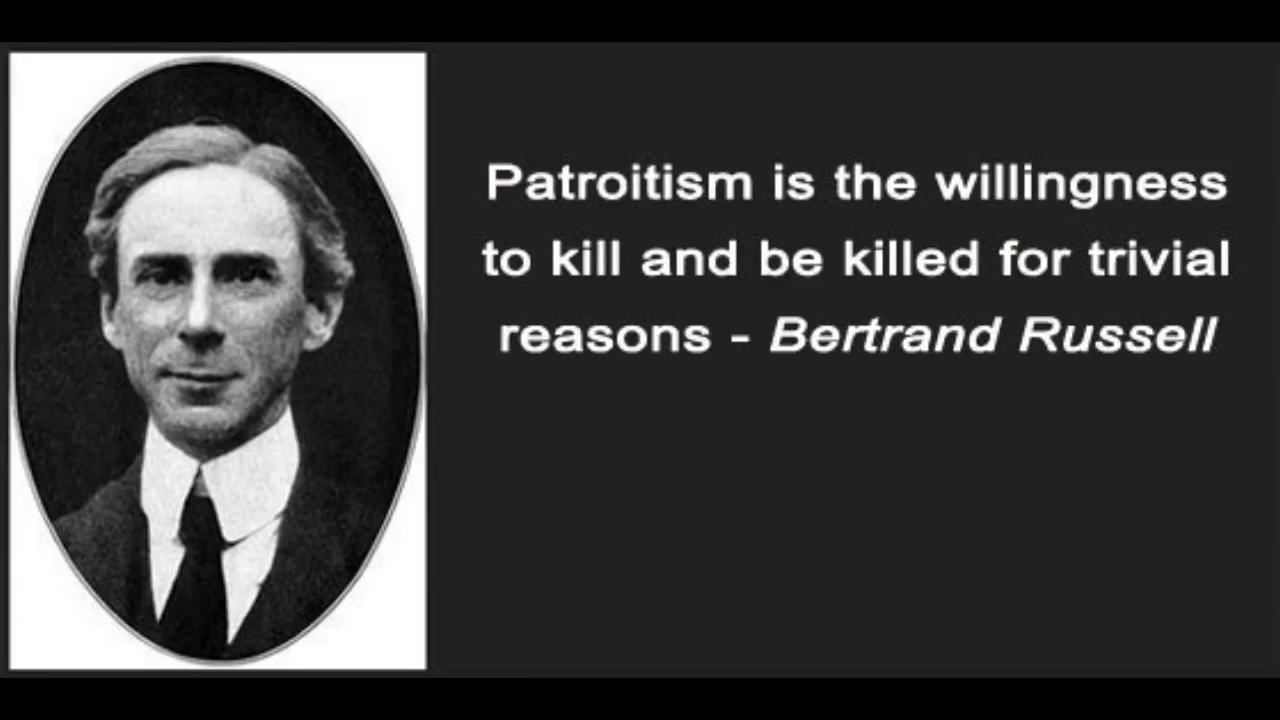 Patroitism is the willingness
to kill and be killed for trivial
reasons - Bertrand Russell